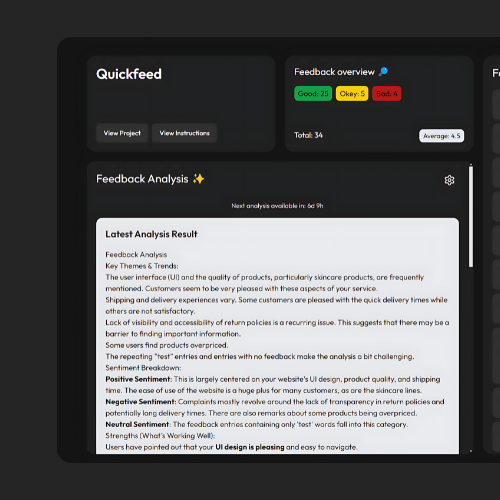 Quickfeed
View Project
View Instructions
Feedback overview
Good: 25
Okey: 5
Bad: 4
Total: 34
Average: 4.5
Feedback Analysis
Next analysis available in: 6d 9h
Latest Analysis Result
Feedback Analysis
Key Themes & Trends:
The user interface (UI) and the quality of products, particularly skincare products, are frequently
mentioned. Customers seem to be very pleased with these aspects of your service.
Shipping and delivery experiences vary. Some customers are pleased with the quick delivery times while
others are not satisfactory.
Lack of visibility and accessibility of return policies is a recurring issue. This suggests that there may be a
barrier to finding important information.
Some users find products overpriced.
The repeating "test" entries and entries with no feedback make the analysis a bit challenging.
Sentiment Breakdown:
Positive Sentiment: This is largely centered on your website's UI design, product quality, and shipping
time. The ease of use of the website is a huge plus for many customers, as are the skincare lines.
Negative Sentiment: Complaints mostly revolve around the lack of transparency in return policies and
potentially long delivery times. There are also remarks about some products being overpriced.
Neutral Sentiment: The feedback entries containing only 'test' words fall into this category.
Strengths (What's Working Well):
Users have pointed out that your UI design is pleasing and easy to navigate.